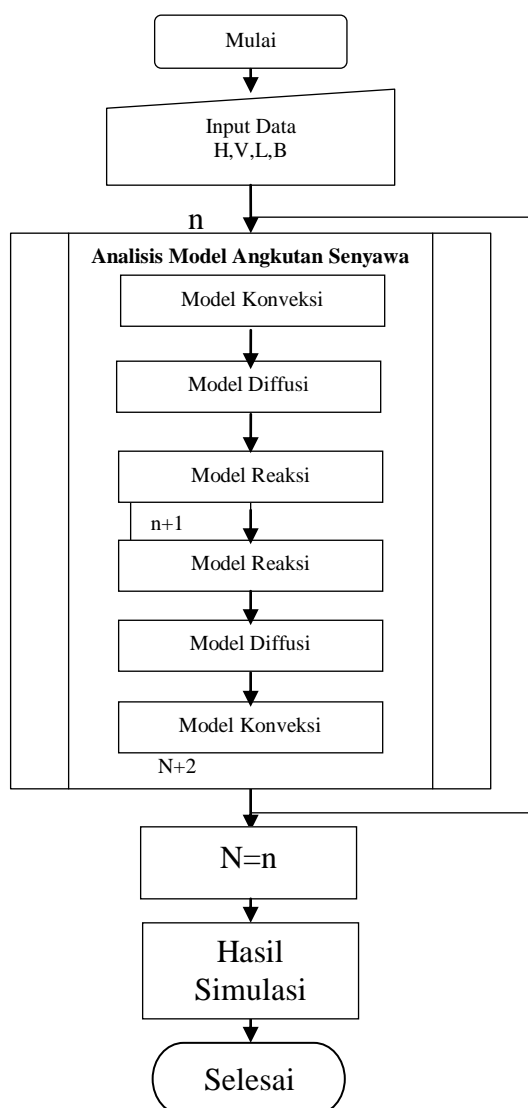 Mulai
Input Data
H,V,L,B
n
Analisis Model Angkutan Senyawa
Model Konveksi
Model Diffusi
Model Reaksi
n+1
Model Reaksi
Model Diffusi
Model Konveksi
N+2
N=n
Hasil
Simulasi
Selesai